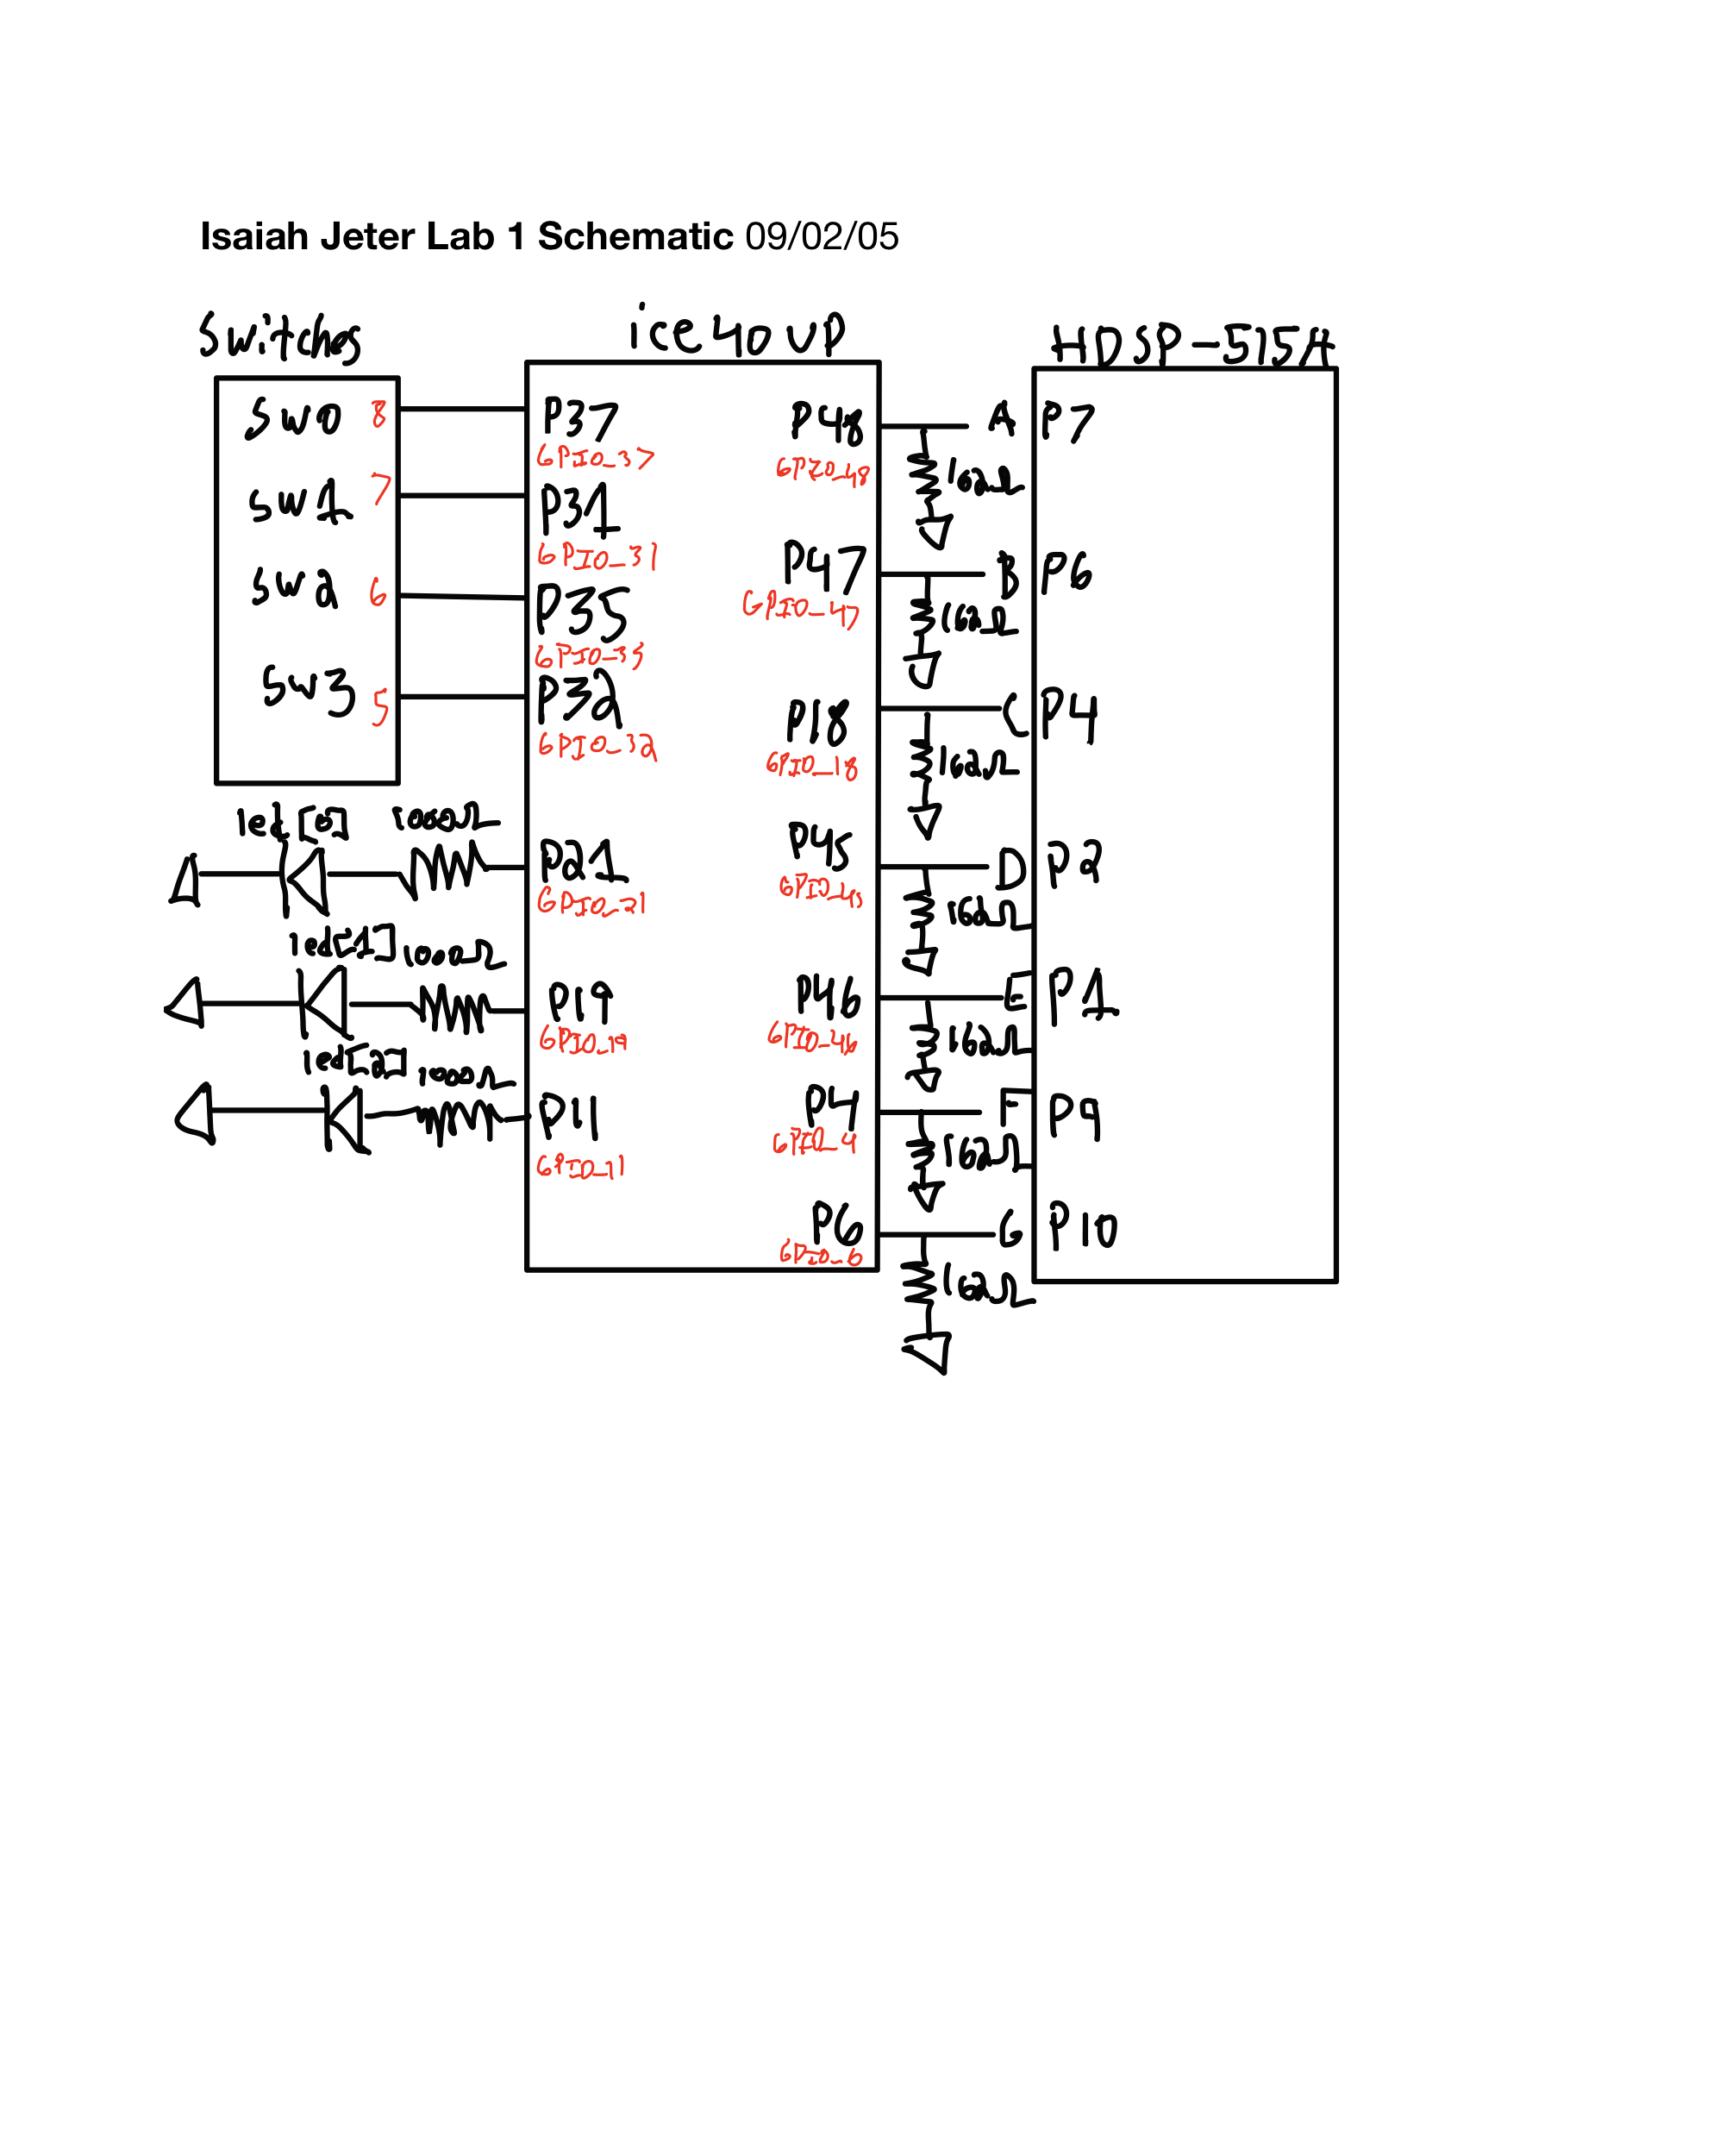 Isaiah Jeter Lab 1 Schematic 09/02/05
Switches
SW0 8
SW1 7
SW2 6
SW3 5
ice40 UP
P37
GPIO_37
P31
GPIO_31
P35
GPIO_35
P32
GPIO_32
led[0] 1000Ω
P21
GPIO_21
led[1] 1000Ω
P19
GPIO_19
led[2] 1000Ω
P11
GPIO_11
P48
GPIO_48
P47
GPIO_47
P18
GPIO_18
P45
GPIO_45
P46
GPIO_46
P4
GPIO_4
P6
GPIO_6
HDSP-515A
A P7
162Ω
B P6
162Ω
C P4
162Ω
D P2
162Ω
E P1
162Ω
F P9
162Ω
G P10
162Ω